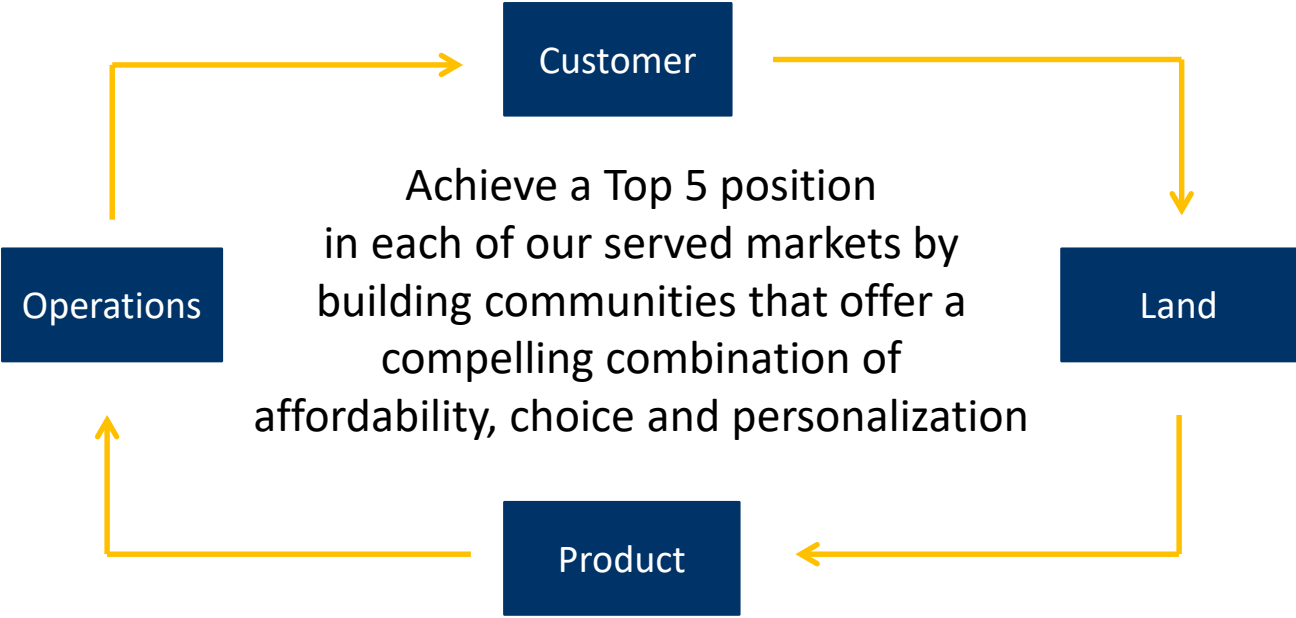 Customer
Achieve a Top 5 position
in each of our served markets by
building communities that offer a
compelling combination of
affordability, choice and personalization
Operations
Land
Product